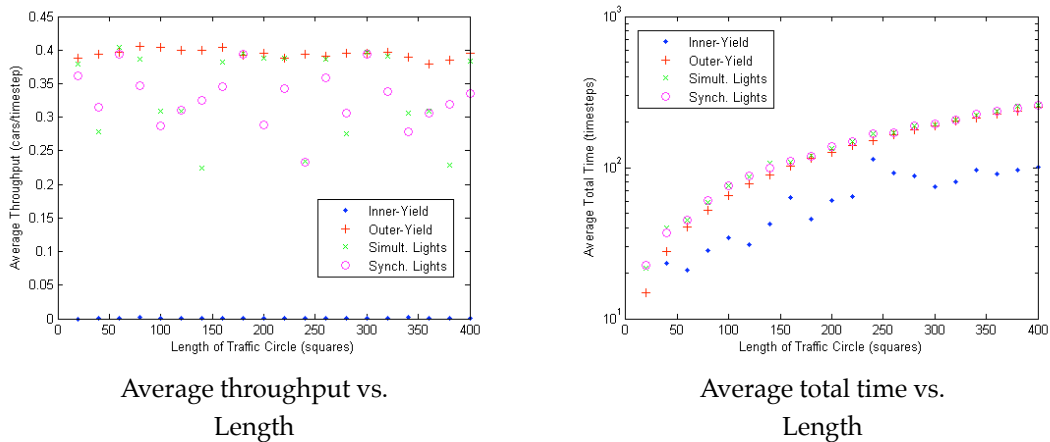 0.45
0.4
0.35
0.3
0.25
0.2
0.15
0.1
0.05
0
Average Throughput (cars/timestep)
Inner-Yield
Outer-Yield
Simult. Lights
Synch. Lights
0 50 100 150 200 250 300 350 400
Length of Traffic Circle (squares)
Average throughput vs.
Length
10³
10²
10¹
Average Total Time (timesteps)
Inner-Yield
Outer-Yield
Simult. Lights
Synch. Lights
0 50 100 150 200 250 300 350 400
Length of Traffic Circle (squares)
Average total time vs.
Length